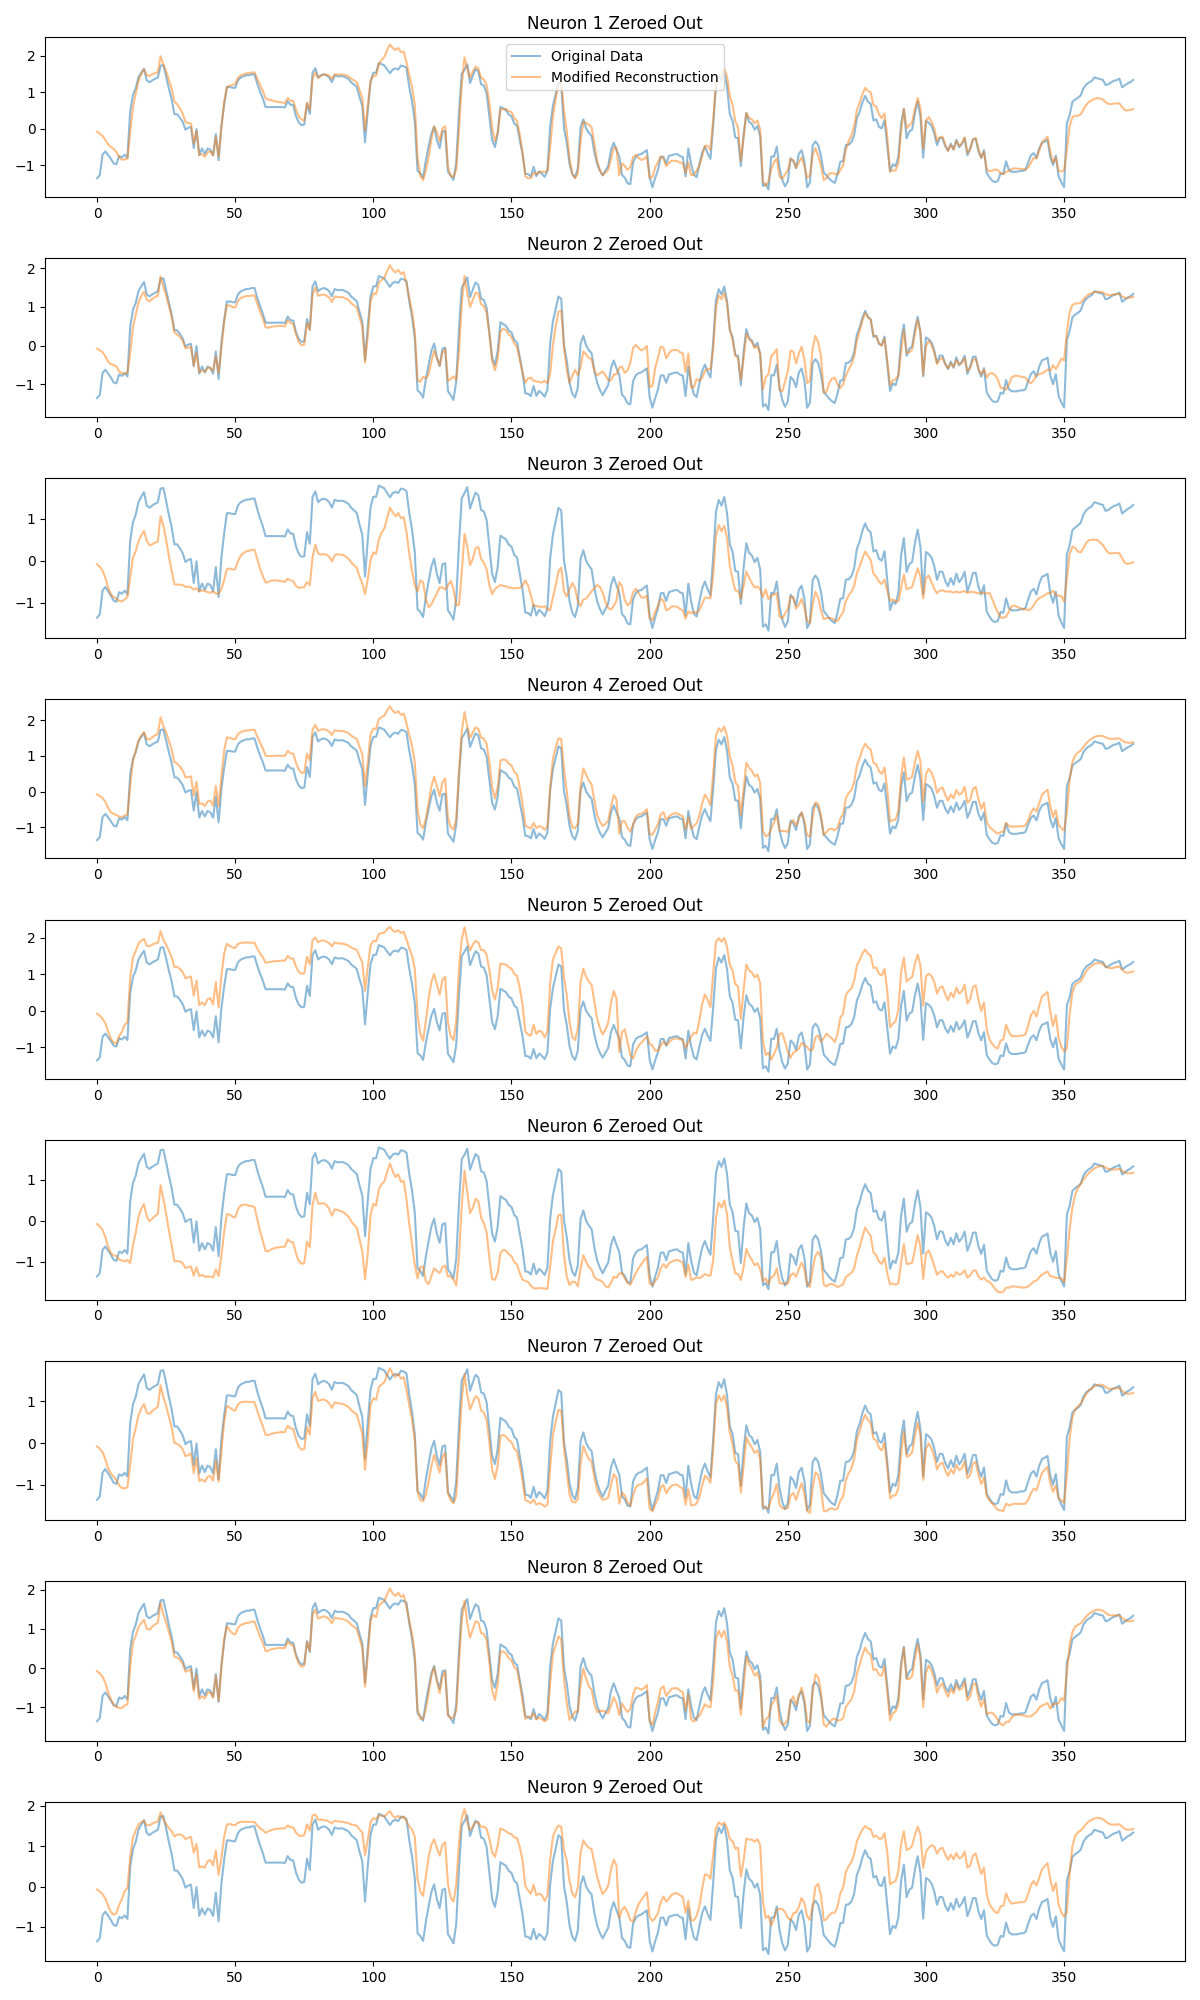 Neuron 1 Zeroed Out
Original Data
Modified Reconstruction
2
1
0
−1
0 50 100 150 200 250 300 350
Neuron 2 Zeroed Out
2
1
0
−1
0 50 100 150 200 250 300 350
Neuron 3 Zeroed Out
1
0
−1
0 50 100 150 200 250 300 350
Neuron 4 Zeroed Out
2
1
0
−1
0 50 100 150 200 250 300 350
Neuron 5 Zeroed Out
2
1
0
−1
0 50 100 150 200 250 300 350
Neuron 6 Zeroed Out
1
0
−1
0 50 100 150 200 250 300 350
Neuron 7 Zeroed Out
1
0
−1
0 50 100 150 200 250 300 350
Neuron 8 Zeroed Out
2
1
0
−1
0 50 100 150 200 250 300 350
Neuron 9 Zeroed Out
2
1
0
−1
0 50 100 150 200 250 300 350